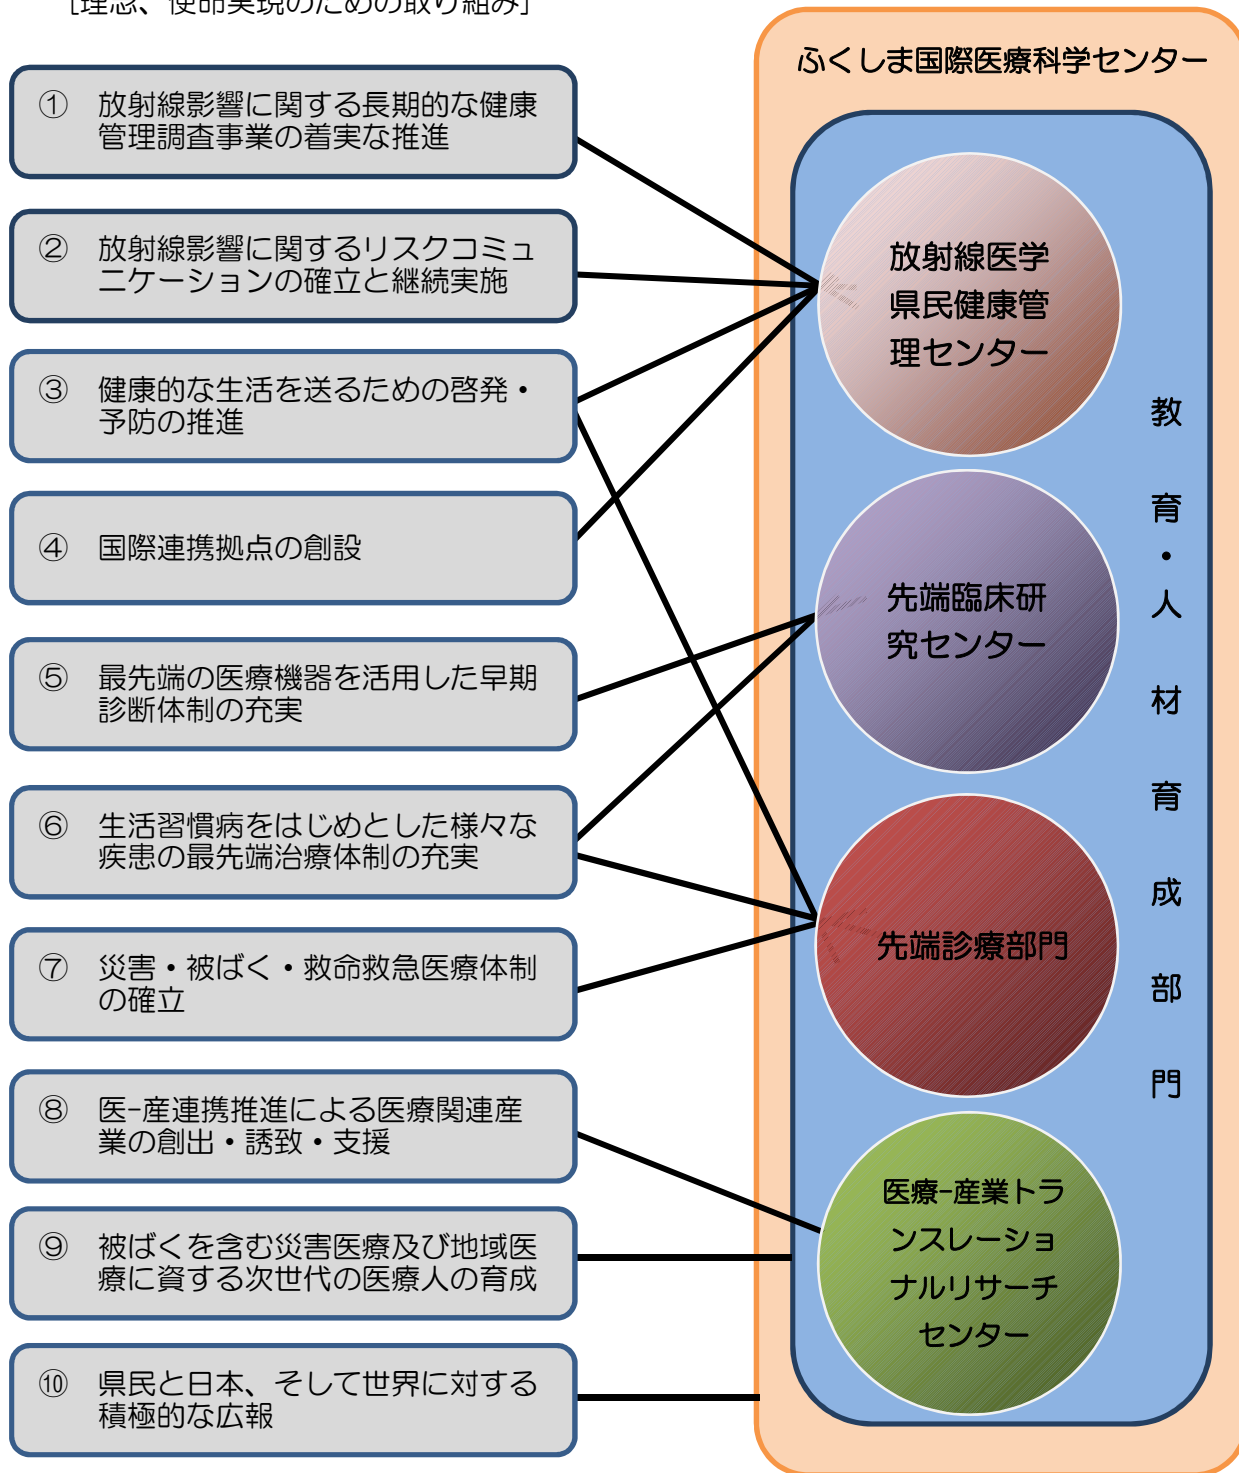 [理念、使命実現のための取り組み]
① 放射線影響に関する長期的な健康
管理調査事業の着実な推進
② 放射線影響に関するリスクコミュ
ニケーションの確立と継続実施
③ 健康的な生活を送るための啓発・
予防の推進
④ 国際連携拠点の創設
⑤ 最先端の医療機器を活用した早期
診断体制の充実
⑥ 生活習慣病をはじめとした様々な
疾患の最先端治療体制の充実
⑦ 災害・被ばく・救命救急医療体制
の確立
⑧ 医-産連携推進による医療関連産
業の創出・誘致・支援
⑨ 被ばくを含む災害医療及び地域医
療に資する次世代の医療人の育成
⑩ 県民と日本、そして世界に対する
積極的な広報
ふくしま国際医療科学センター
放射線医学
県民健康管
理センター
先端臨床研
究センター
先端診療部門
医療-産業トラ
ンスレーショ
ナルリサーチ
センター
教育・人材育成部門